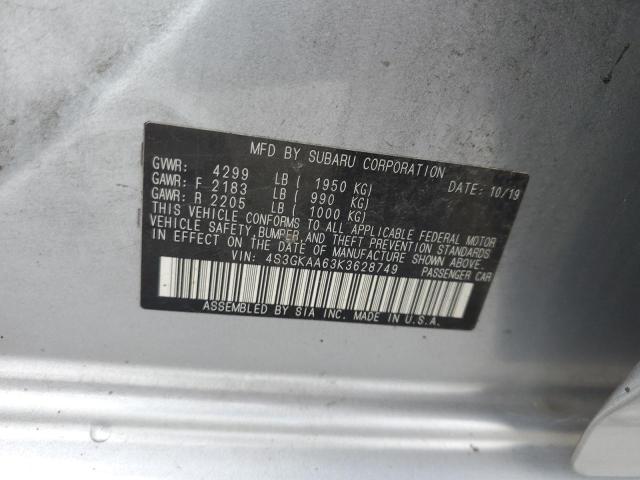 MFD BY SUBARU CORPORATION
GVWR: 4299 LB ( 1950 KG) DATE: 10/19
GAWR: F 2183 LB ( 990 KG)
GAWR: R 2205 LB ( 1000 KG)
THIS VEHICLE CONFORMS TO ALL APPLICABLE FEDERAL MOTOR
VEHICLE SAFETY, BUMPER AND THEFT PREVENTION STANDARDS
IN EFFECT ON THE DATE OF MANUFACTURE SHOWN ABOVE.
VIN: 4S3GKAA63K3628749 PASSENGER CAR
ASSEMBLED BY SIA INC. MADE IN U.S.A.